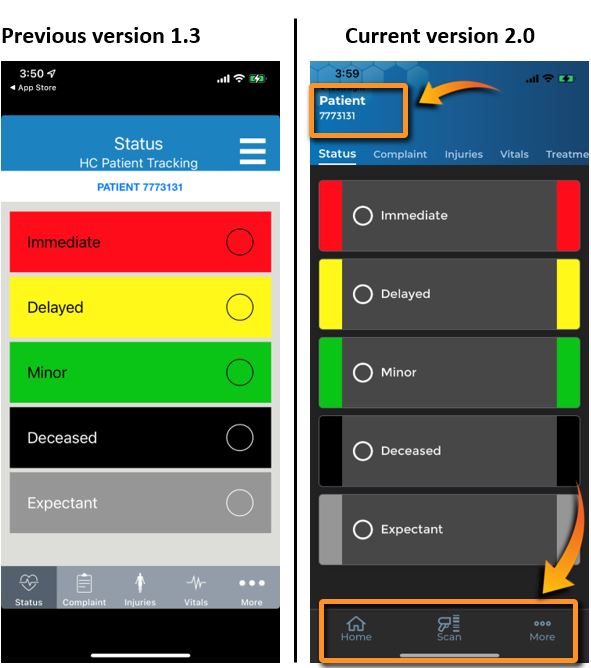 Previous version 1.3
3:50
App Store
Status
HC Patient Tracking
PATIENT 7773131
Immediate
Delayed
Minor
Deceased
Expectant
Status Complaint Injuries Vitals More
Current version 2.0
3:59
Patient
7773131
Status Complaint Injuries Vitals Treatme
Immediate
Delayed
Minor
Deceased
Expectant
Home Scan More